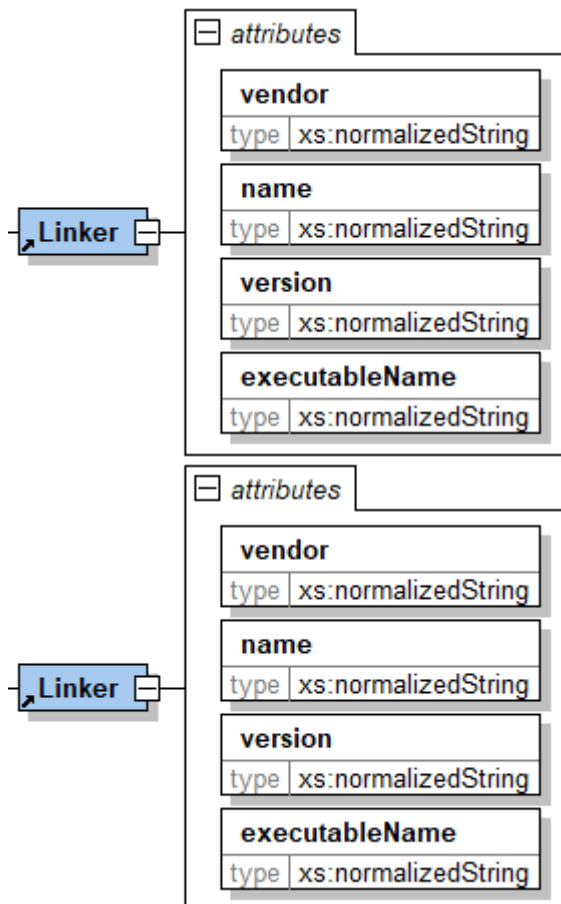 attributes
vendor
type xs:normalizedString
name
type xs:normalizedString
Linker
version
type xs:normalizedString
executableName
type xs:normalizedString
attributes
vendor
type xs:normalizedString
name
type xs:normalizedString
Linker
version
type xs:normalizedString
executableName
type xs:normalizedString